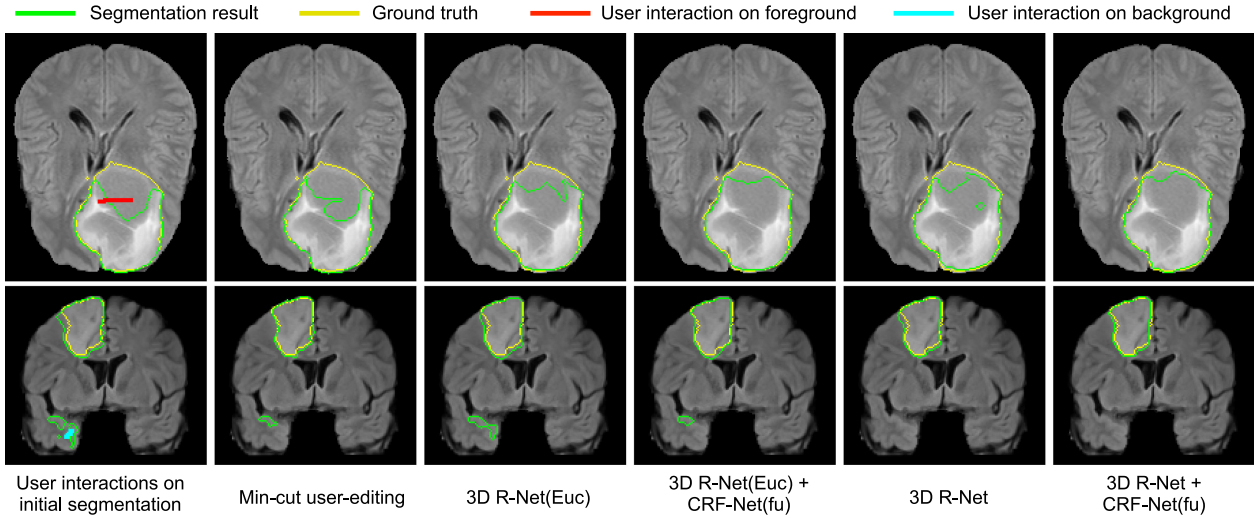 Segmentation result
Ground truth
User interaction on foreground
User interaction on background
User interactions on
initial segmentation
Min-cut user-editing
3D R-Net(Euc)
3D R-Net(Euc) +
CRF-Net(fu)
3D R-Net
3D R-Net +
CRF-Net(fu)